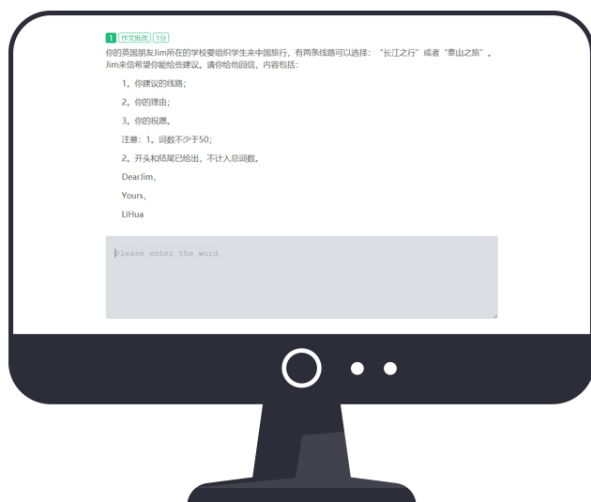 1 作文批改 1分
你的英国朋友Jim所在的学校要组织学生来中国旅行，有两条线路可以选择：“长江之行”或者“泰山之旅”。
Jim来信希望你能给些建议。请你给他回信，内容包括：
1、你建议的线路；
2、你的理由；
3、你的祝愿。
注意：1。词数不少于50；
2、开头和结尾已给出，不计入总词数。
DearJim，
Yours，
LiHua
Please enter the word